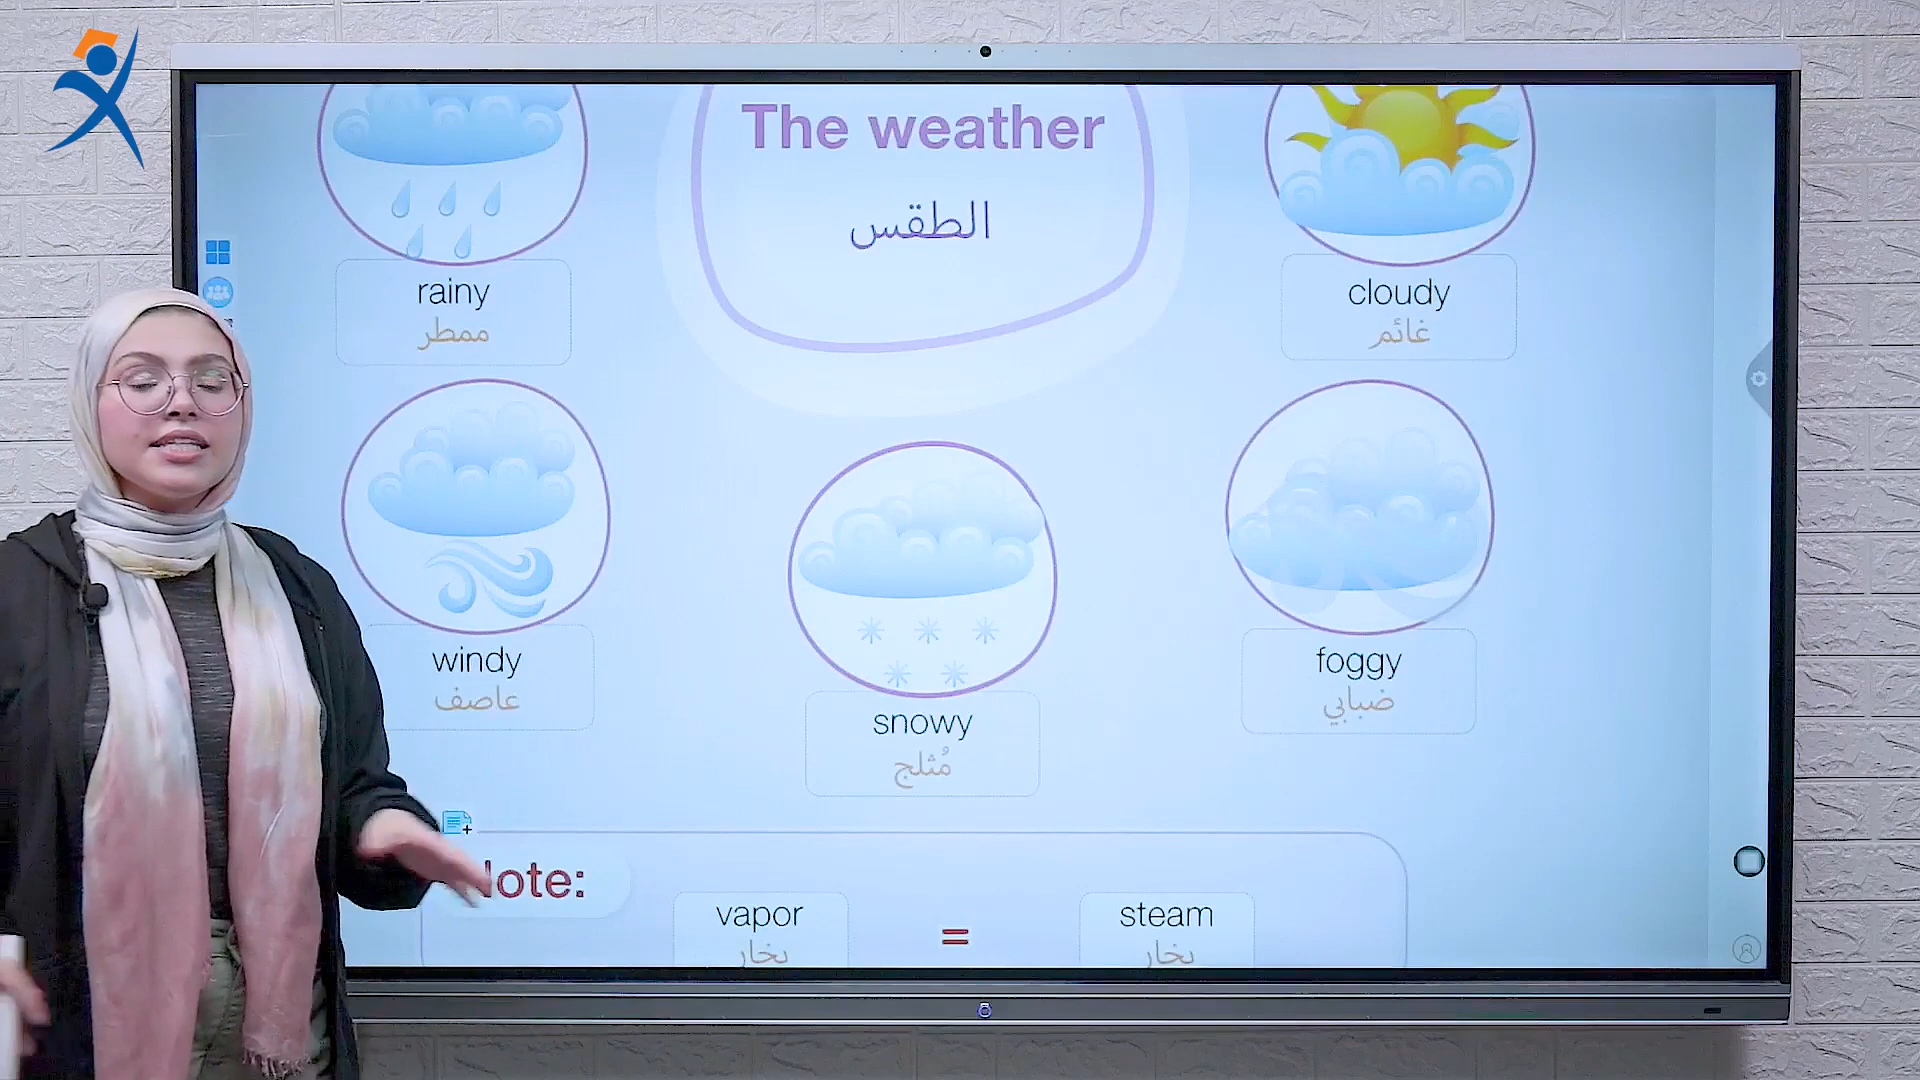 The weather
الطقس
rainy
ممطر
cloudy
غائم
windy
عاصف
snowy
مُثلج
foggy
ضبابي
Note:
vapor
بخار
=
steam
بخار